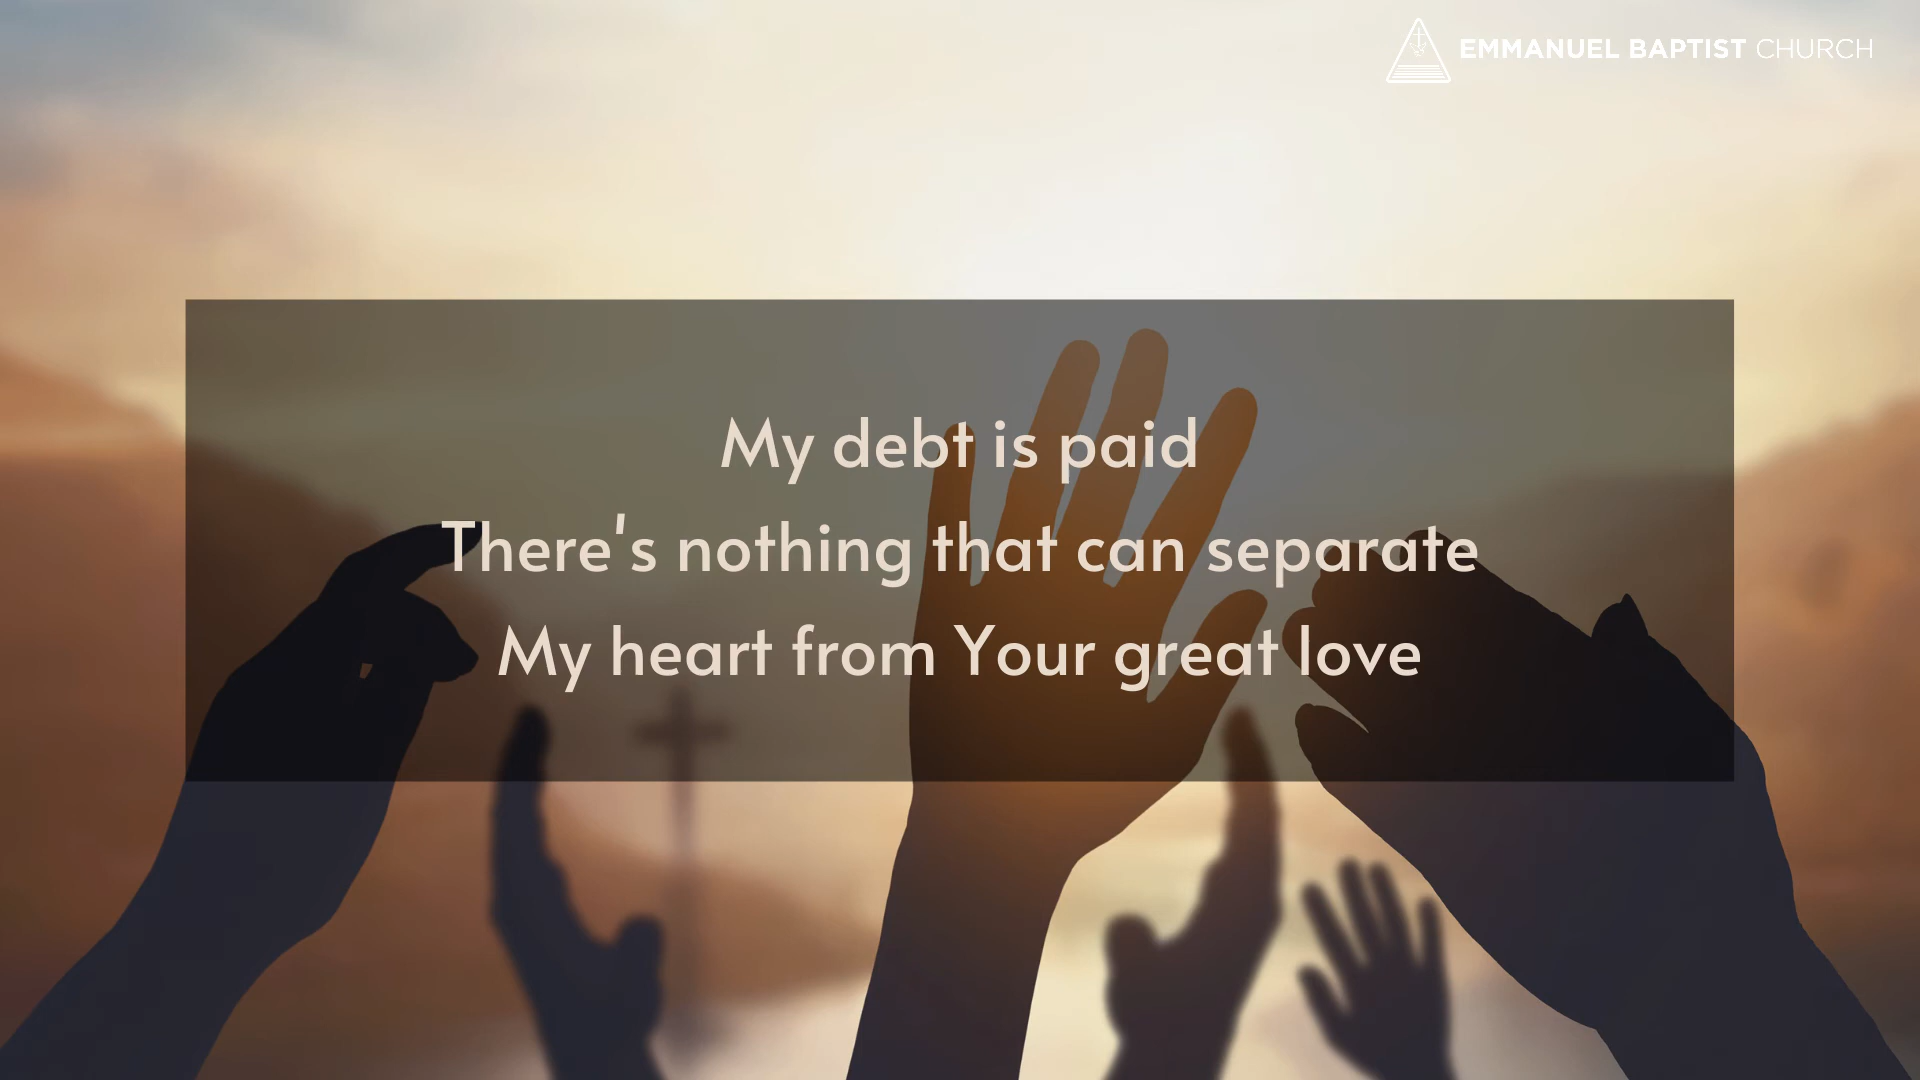 EMMANUEL BAPTIST CHURCH
My debt is paid
There's nothing that can separate
My heart from Your great love